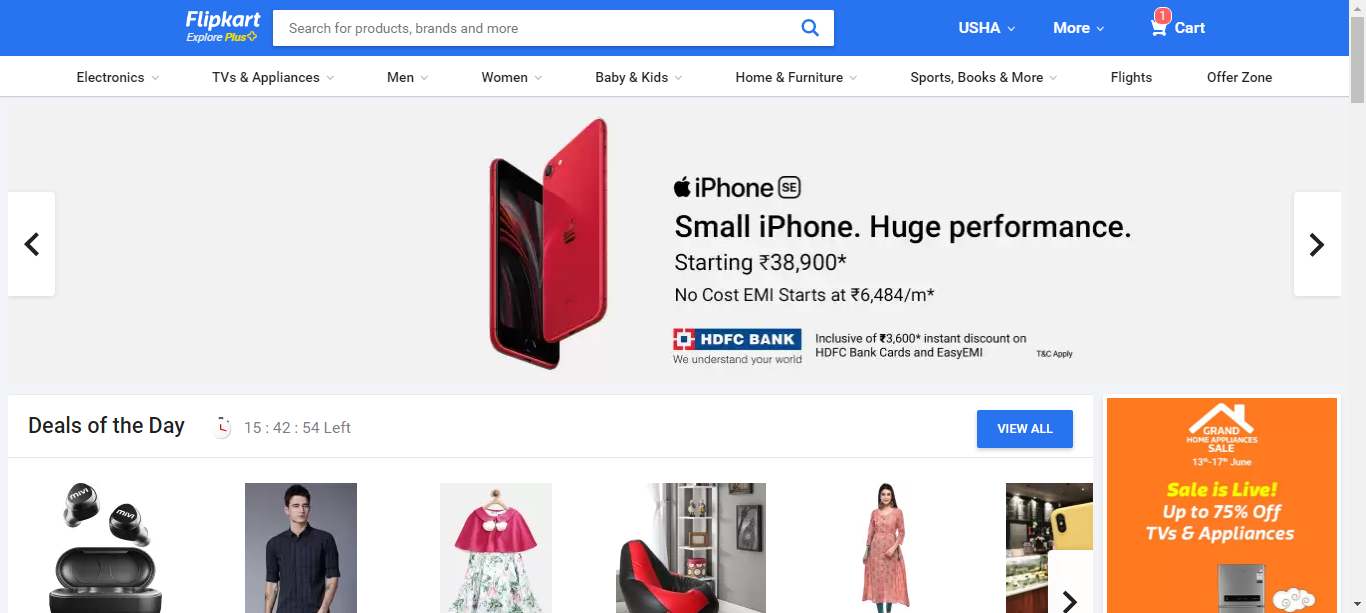 Flipkart
Explore Plus
Search for products, brands and more
USHA
More
1
Cart
Electronics
TVs & Appliances
Men
Women
Baby & Kids
Home & Furniture
Sports, Books & More
Flights
Offer Zone
iPhone SE
Small iPhone. Huge performance.
Starting ₹38,900*
No Cost EMI Starts at ₹6,484/m*
HDFC BANK
We understand your world
Inclusive of ₹3,600* instant discount on
HDFC Bank Cards and EasyEMI
T&C Apply
Deals of the Day
15 : 42 : 54 Left
VIEW ALL
GRAND
HOME APPLIANCES
SALE
13th-17th June
Sale is Live!
Up to 75% Off
TVs & Appliances
mivi
mivi